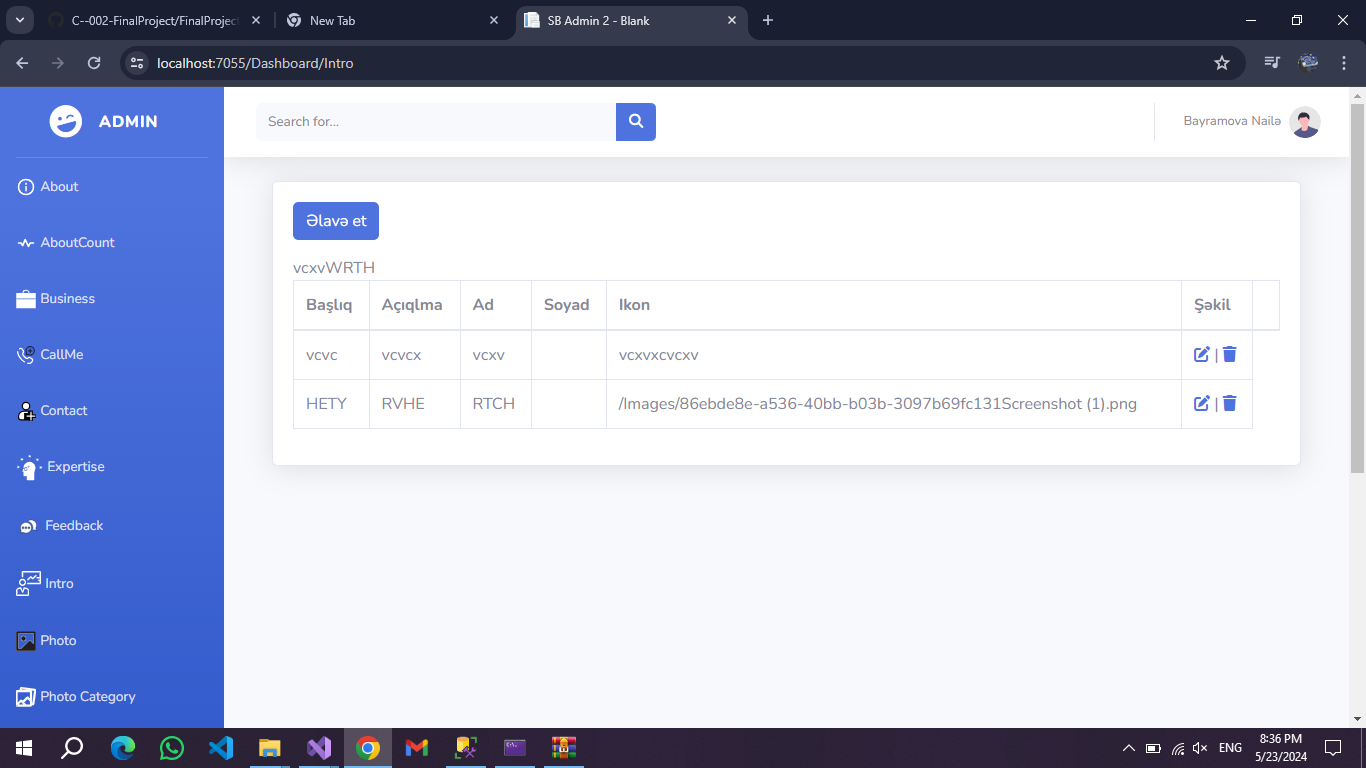 C--002-FinalProject/FinalProject
New Tab
SB Admin 2 - Blank
localhost:7055/Dashboard/Intro
ADMIN
Search for...
Bayramova Nailə
About
AboutCount
Business
CallMe
Contact
Expertise
Feedback
Intro
Photo
Photo Category
Əlavə et
vcxvWRTH
Başlıq Açıqlma Ad Soyad Ikon Şəkil
vcvc vcvcx vcxv vcxvxcvcxv |
HETY RVHE RTCH /Images/86ebde8e-a536-40bb-b03b-3097b69fc131Screenshot (1).png |
ENG
8:36 PM
5/23/2024